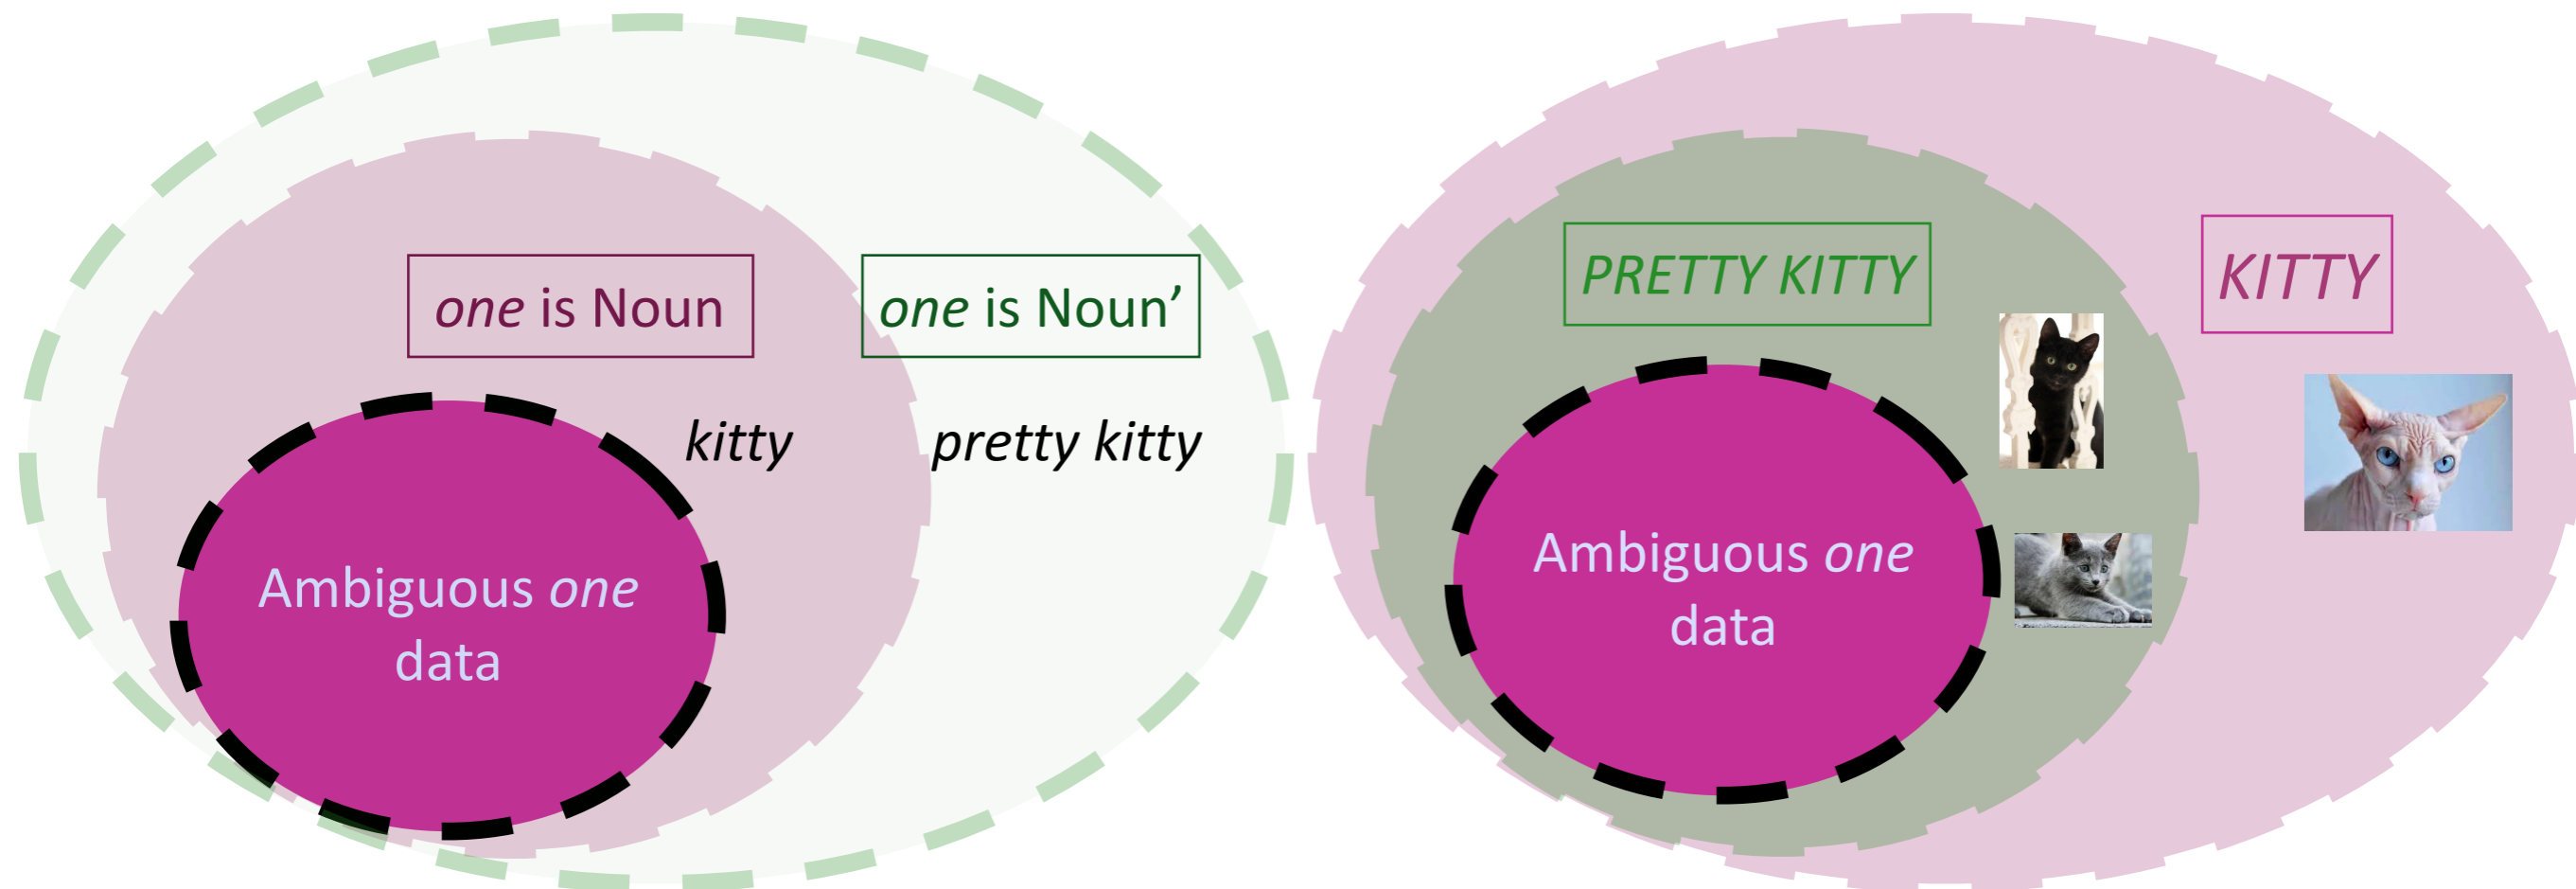 one is Noun
one is Noun’
kitty
pretty kitty
Ambiguous one
data
PRETTY KITTY
KITTY
Ambiguous one
data